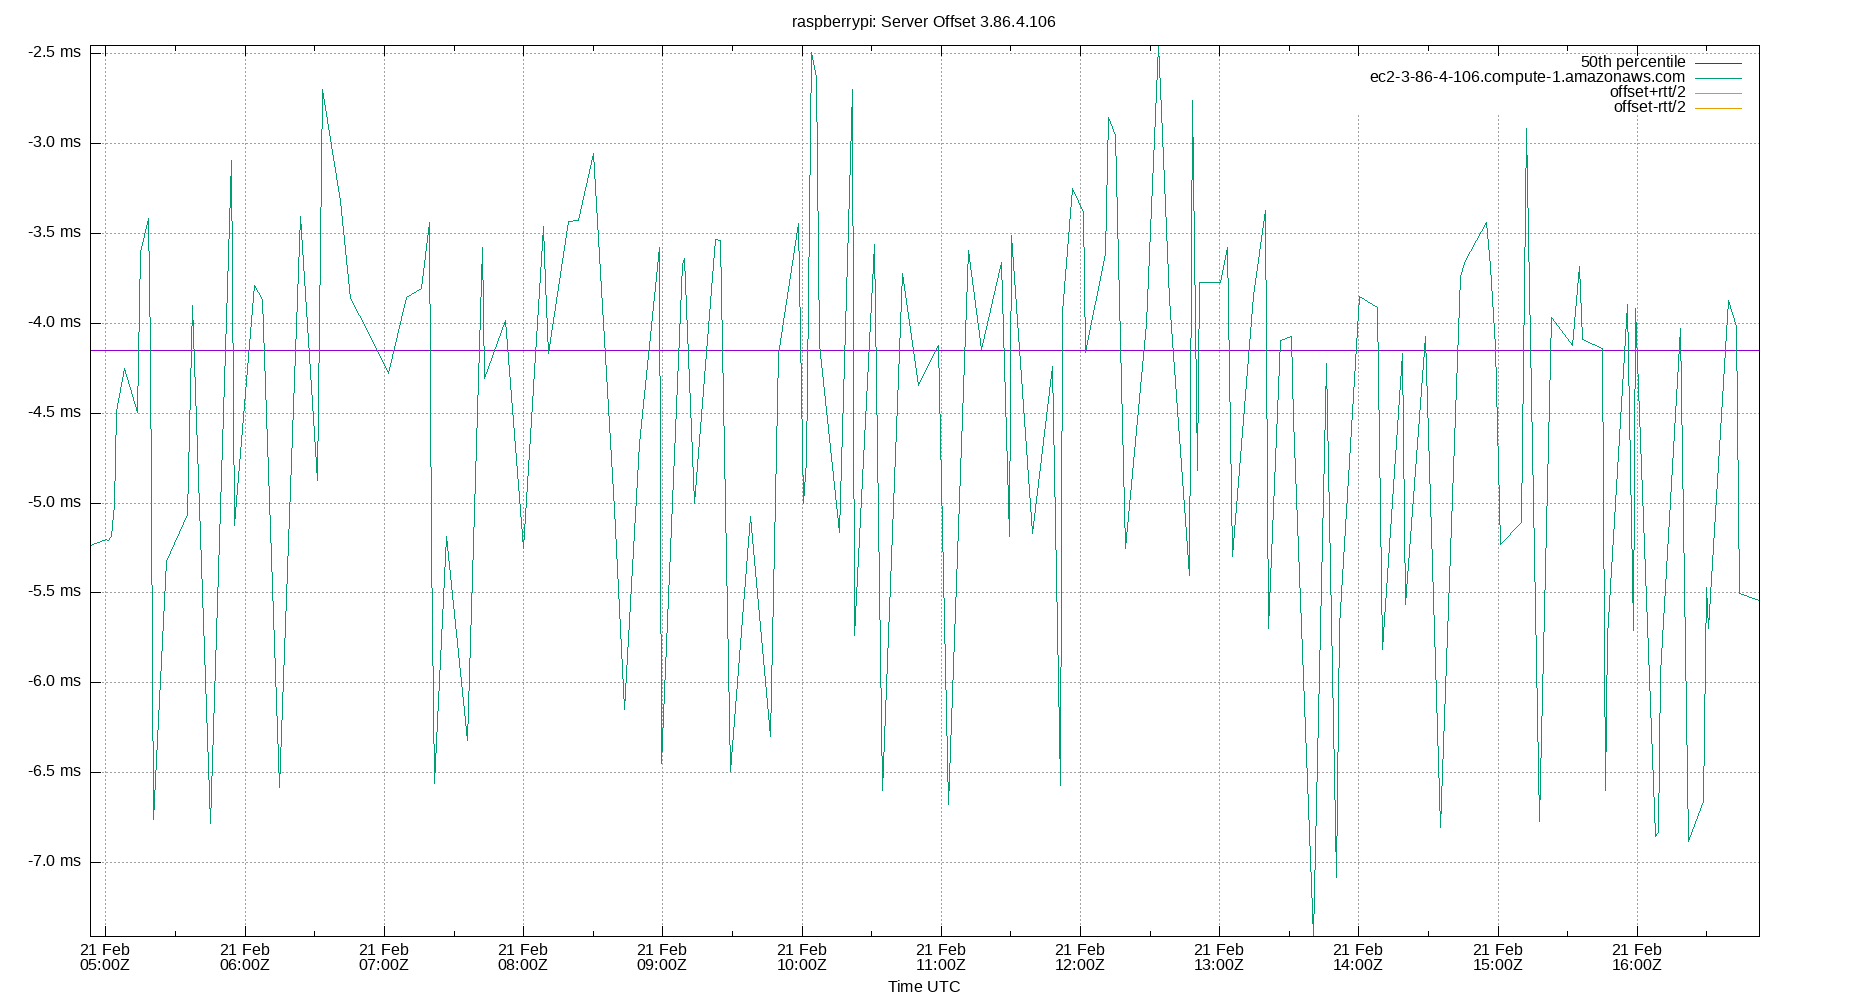 raspberrypi: Server Offset 3.86.4.106
-2.5 ms
-3.0 ms
-3.5 ms
-4.0 ms
-4.5 ms
-5.0 ms
-5.5 ms
-6.0 ms
-6.5 ms
-7.0 ms
50th percentile
ec2-3-86-4-106.compute-1.amazonaws.com
offset+rtt/2
offset-rtt/2
21 Feb 21 Feb 21 Feb 21 Feb 21 Feb 21 Feb 21 Feb 21 Feb 21 Feb 21 Feb 21 Feb 21 Feb
05:00Z 06:00Z 07:00Z 08:00Z 09:00Z 10:00Z 11:00Z 12:00Z 13:00Z 14:00Z 15:00Z 16:00Z
Time UTC